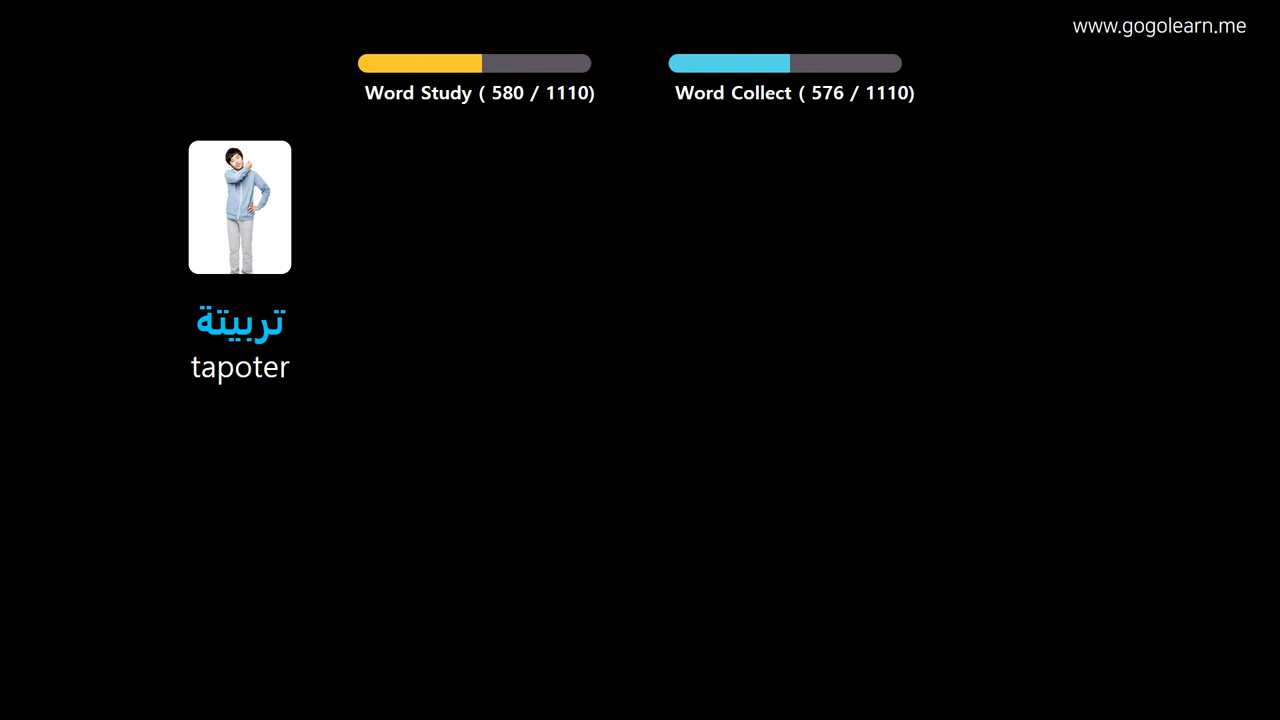 www.gogolearn.me
Word Study ( 580 / 1110)
Word Collect ( 576 / 1110)
تربيتة
tapoter